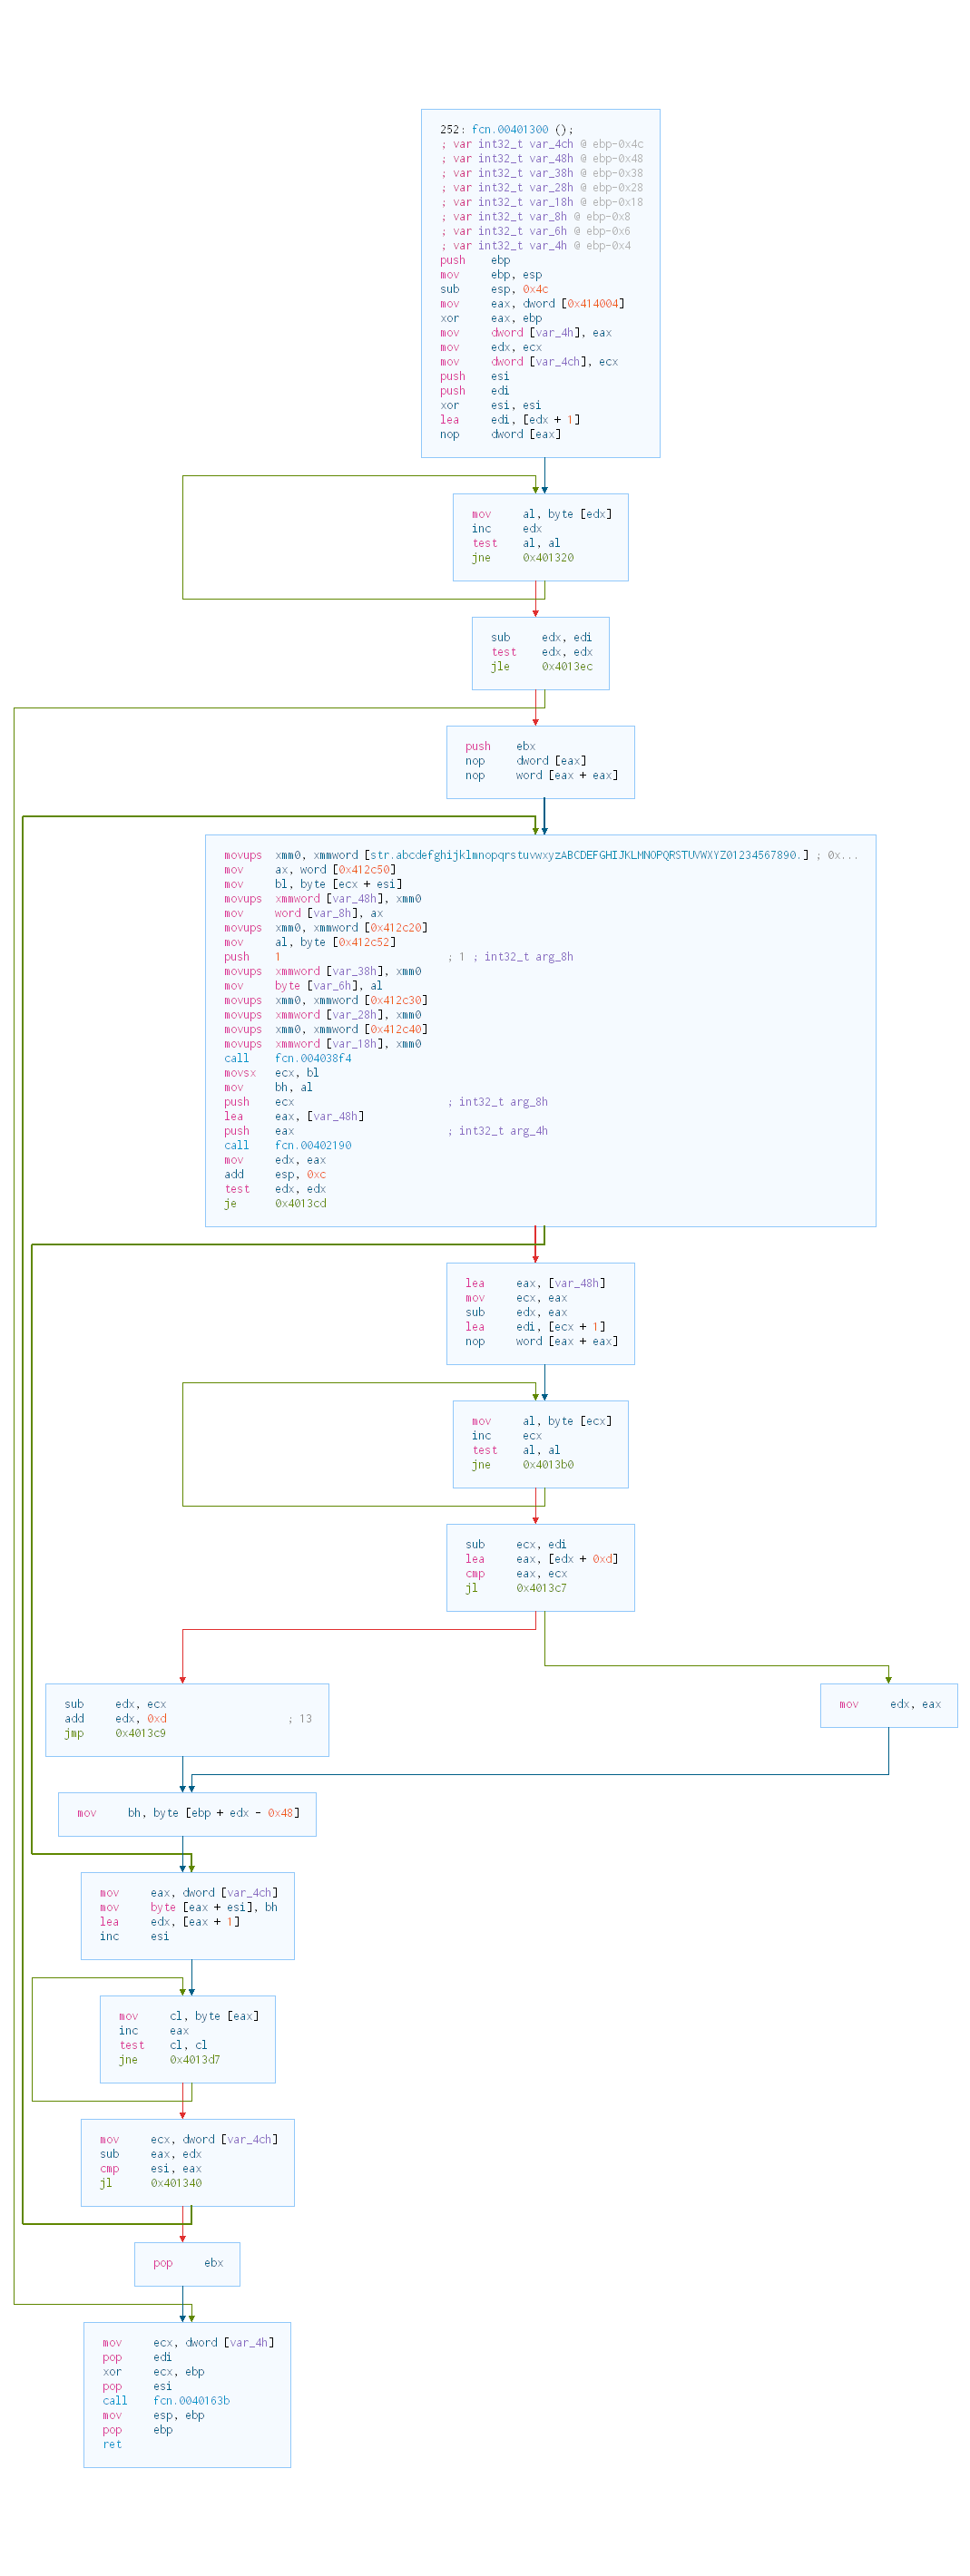 252: fcn.00401300 ();
; var int32_t var_4ch @ ebp-0x4c
; var int32_t var_48h @ ebp-0x48
; var int32_t var_38h @ ebp-0x38
; var int32_t var_28h @ ebp-0x28
; var int32_t var_18h @ ebp-0x18
; var int32_t var_8h @ ebp-0x8
; var int32_t var_6h @ ebp-0x6
; var int32_t var_4h @ ebp-0x4
push ebp
mov ebp, esp
sub esp, 0x4c
mov eax, dword [0x414004]
xor eax, ebp
mov dword [var_4h], eax
mov edx, ecx
mov dword [var_4ch], ecx
push esi
push edi
xor esi, esi
lea edi, [edx + 1]
nop dword [eax]
mov al, byte [edx]
inc edx
test al, al
jne 0x401320
sub edx, edi
test edx, edx
jle 0x4013ec
push ebx
nop dword [eax]
nop word [eax + eax]
movups xmm0, xmmword [str.abcdefghijklmnopqrstuvwxyzABCDEFGHIJKLMNOPQRSTUVWXYZ01234567890.] ; 0x...
mov ax, word [0x412c50]
mov bl, byte [ecx + esi]
movups xmmword [var_48h], xmm0
mov word [var_8h], ax
movups xmm0, xmmword [0x412c20]
mov al, byte [0x412c52]
push 1 ; 1 ; int32_t arg_8h
movups xmmword [var_38h], xmm0
mov byte [var_6h], al
movups xmm0, xmmword [0x412c30]
movups xmmword [var_28h], xmm0
movups xmm0, xmmword [0x412c40]
movups xmmword [var_18h], xmm0
call fcn.004038f4
movsx ecx, bl
mov bh, al
push ecx ; int32_t arg_8h
lea eax, [var_48h]
push eax ; int32_t arg_4h
call fcn.00402190
mov edx, eax
add esp, 0xc
test edx, edx
je 0x4013cd
lea eax, [var_48h]
mov ecx, eax
sub edx, eax
lea edi, [ecx + 1]
nop word [eax + eax]
mov al, byte [ecx]
inc ecx
test al, al
jne 0x4013b0
sub ecx, edi
lea eax, [edx + 0xd]
cmp eax, ecx
jl 0x4013c7
sub edx, ecx
add edx, 0xd ; 13
jmp 0x4013c9
mov edx, eax
mov bh, byte [ebp + edx - 0x48]
mov eax, dword [var_4ch]
mov byte [eax + esi], bh
lea edx, [eax + 1]
inc esi
mov cl, byte [eax]
inc eax
test cl, cl
jne 0x4013d7
mov ecx, dword [var_4ch]
sub eax, edx
cmp esi, eax
jl 0x401340
pop ebx
mov ecx, dword [var_4h]
pop edi
xor ecx, ebp
pop esi
call fcn.0040163b
mov esp, ebp
pop ebp
ret